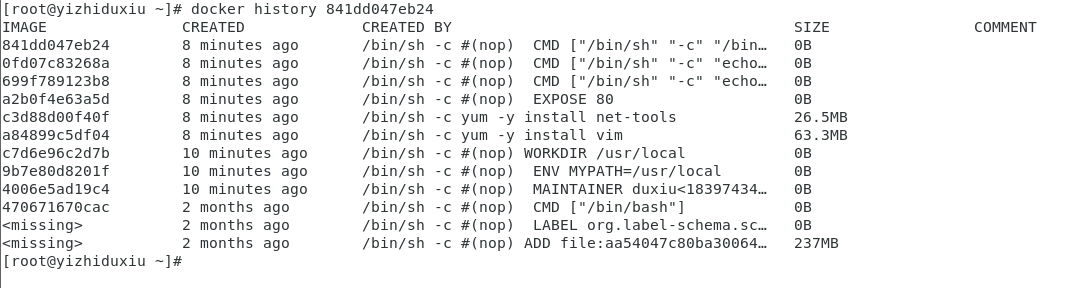 [root@yizhiduxiu ~]# docker history 841dd047eb24
IMAGE CREATED CREATED BY SIZE COMMENT
841dd047eb24 8 minutes ago /bin/sh -c #(nop)  CMD ["/bin/sh" "-c" "/bin… 0B
0fd07c83268a 8 minutes ago /bin/sh -c #(nop)  CMD ["/bin/sh" "-c" "echo… 0B
699f789123b8 8 minutes ago /bin/sh -c #(nop)  CMD ["/bin/sh" "-c" "echo… 0B
a2b0f4e63a5d 8 minutes ago /bin/sh -c #(nop)  EXPOSE 80 0B
c3d88d00f40f 8 minutes ago /bin/sh -c yum -y install net-tools 26.5MB
a84899c5df04 8 minutes ago /bin/sh -c yum -y install vim 63.3MB
c7d6e96c2d7b 10 minutes ago /bin/sh -c #(nop) WORKDIR /usr/local 0B
9b7e80d8201f 10 minutes ago /bin/sh -c #(nop)  ENV MYPATH=/usr/local 0B
4006e5ad19c4 10 minutes ago /bin/sh -c #(nop)  MAINTAINER duxiu<18397434… 0B
470671670cac 2 months ago /bin/sh -c #(nop)  CMD ["/bin/bash"] 0B
<missing> 2 months ago /bin/sh -c #(nop)  LABEL org.label-schema.sc… 0B
<missing> 2 months ago /bin/sh -c #(nop) ADD file:aa54047c80ba30064… 237MB
[root@yizhiduxiu ~]#